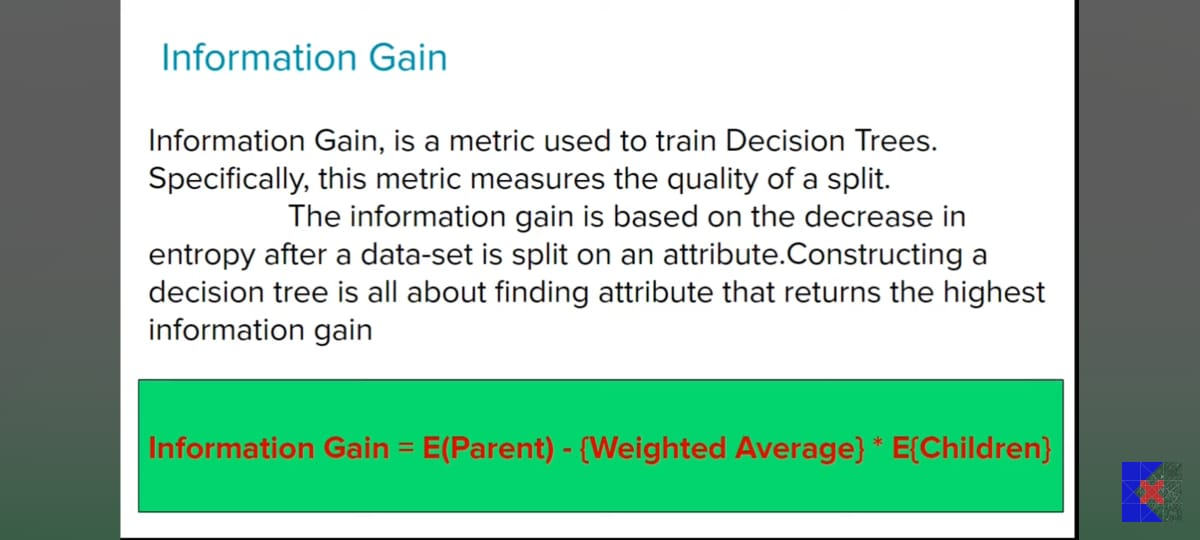 Information Gain
Information Gain, is a metric used to train Decision Trees.
Specifically, this metric measures the quality of a split.
The information gain is based on the decrease in
entropy after a data-set is split on an attribute.Constructing a
decision tree is all about finding attribute that returns the highest
information gain
Information Gain = E(Parent) - {Weighted Average} * E{Children}